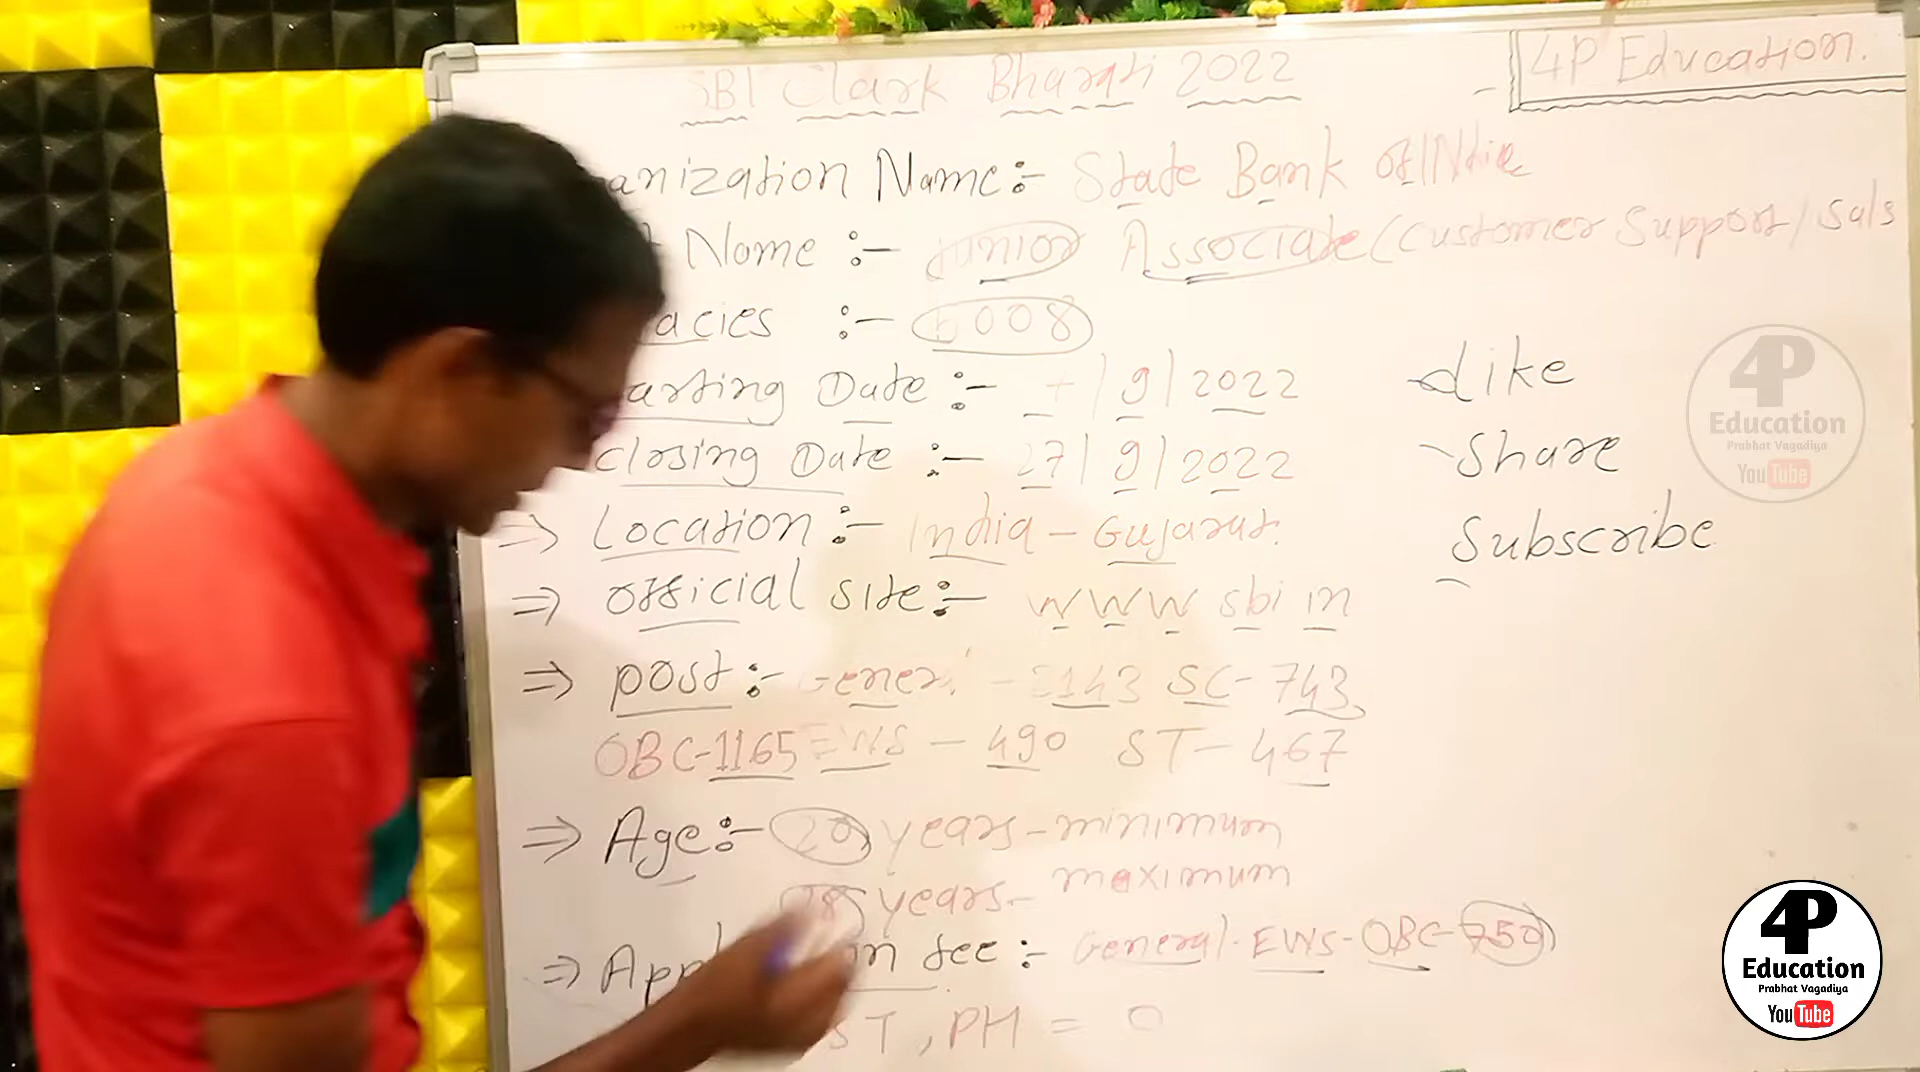 SBI Clark Bharati 2022
4P Education.
anization Name:- State Bank Of INdia
Name :- Junior Associate (Customer Support / Sals
acies :- 5008
arting Date :- /9/2022
closing Date :- 27/9/2022
⇒ Location :- India - Gujarat.
⇒ official site:- WWW sbi in
⇒ post:- General - 2143 SC- 743
OBC-1165 EWS - 490 ST- 467
⇒ Age:- 20 years - minimum
28 years - maximum
⇒ App n fee :- General - EWS- OBC- 750
ST, PH = 0
Like
Share
Subscribe
4P
Education
Prabhat Vagadiya
YouTube
4P
Education
Prabhat Vagadiya
YouTube